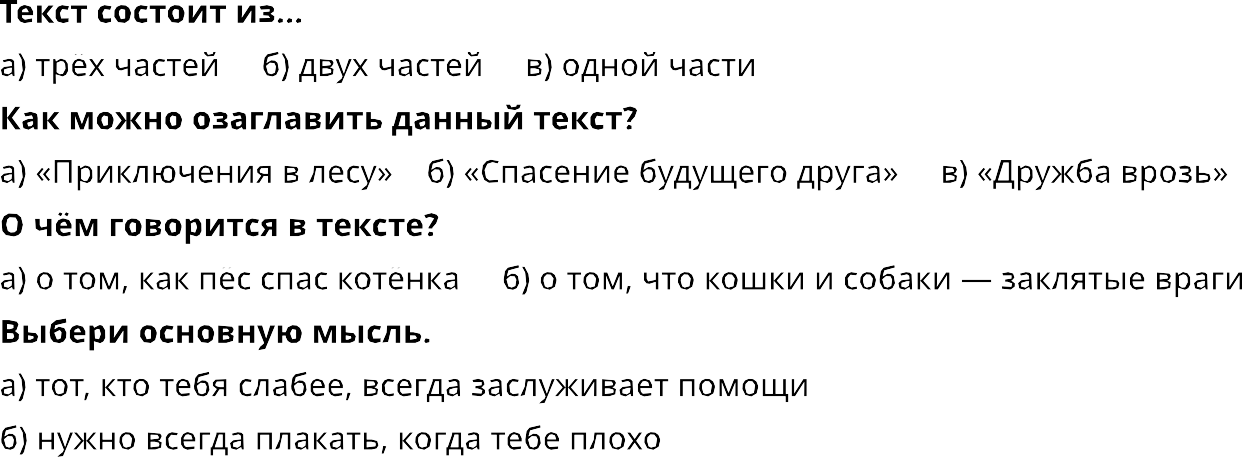 Текст состоит из...
а) трёх частей б) двух частей в) одной части
Как можно озаглавить данный текст?
а) «Приключения в лесу» б) «Спасение будущего друга» в) «Дружба врозь»
О чём говорится в тексте?
а) о том, как пёс спас котёнка б) о том, что кошки и собаки — заклятые враги
Выбери основную мысль.
а) тот, кто тебя слабее, всегда заслуживает помощи
б) нужно всегда плакать, когда тебе плохо